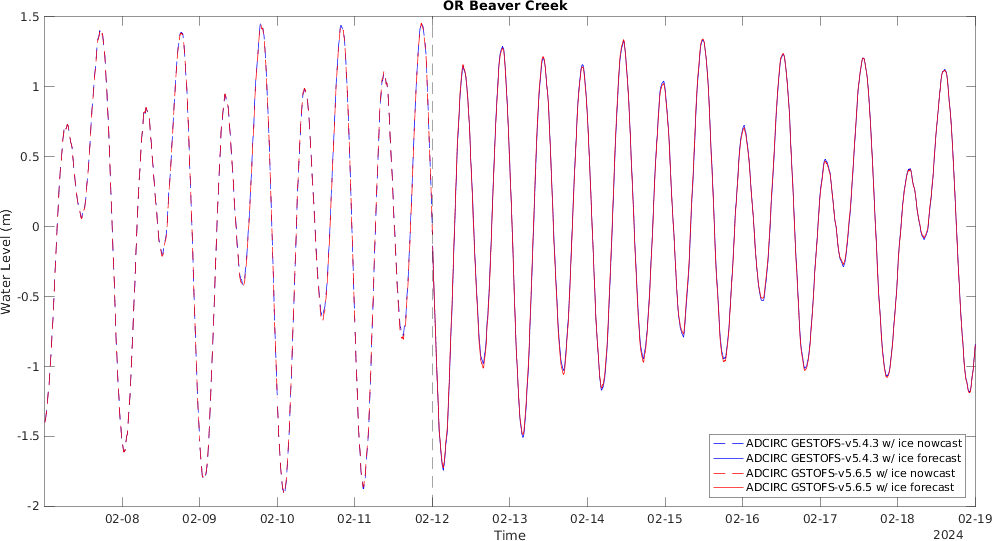 OR Beaver Creek
1.5
1
0.5
0
-0.5
-1
-1.5
-2
Water Level (m)
02-08 02-09 02-10 02-11 02-12 02-13 02-14 02-15 02-16 02-17 02-18 02-19
Time
2024
ADCIRC GESTOFS-v5.4.3 w/ ice nowcast
ADCIRC GESTOFS-v5.4.3 w/ ice forecast
ADCIRC GSTOFS-v5.6.5 w/ ice nowcast
ADCIRC GSTOFS-v5.6.5 w/ ice forecast